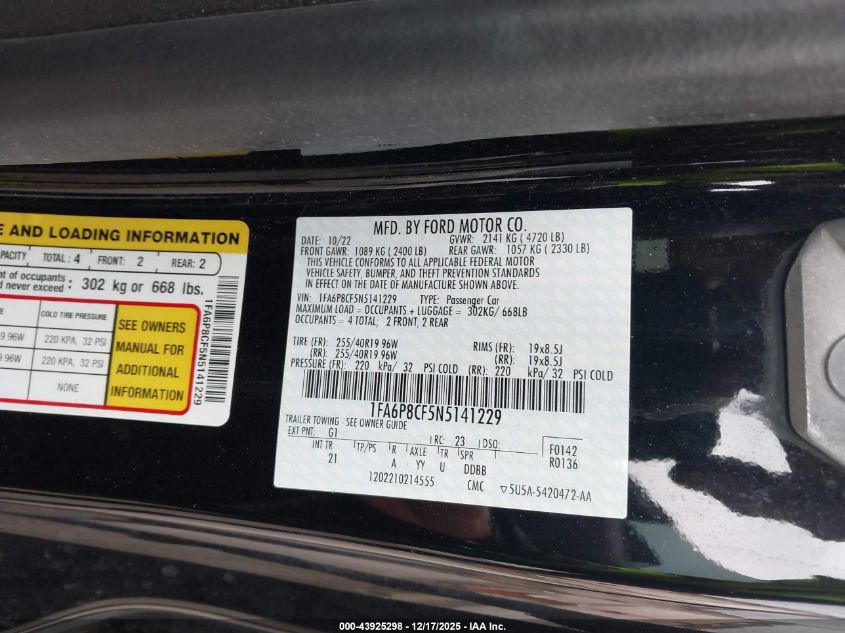 E AND LOADING INFORMATION
PACITY TOTAL: 4 FRONT: 2 REAR: 2
nt of occupants :
d never exceed : 302 kg or 668 lbs.
COLD TIRE PRESSURE
19 96W 220 KPA, 32 PSI
19 96W 220 KPA, 32 PSI
NONE
SEE OWNERS
MANUAL FOR
ADDITIONAL
INFORMATION
1FA6P8CF5N5141229
MFD. BY FORD MOTOR CO.
DATE: 10/22 GVWR: 2141 KG ( 4720 LB)
FRONT GAWR: 1089 KG ( 2400 LB) REAR GAWR: 1057 KG ( 2330 LB)
THIS VEHICLE CONFORMS TO ALL APPLICABLE FEDERAL MOTOR
VEHICLE SAFETY, BUMPER, AND THEFT PREVENTION STANDARDS
IN EFFECT ON THE DATE OF MANUFACTURE SHOWN ABOVE.
VIN: 1FA6P8CF5N5141229 TYPE: Passenger Car
MAXIMUM LOAD = OCCUPANTS + LUGGAGE = 302KG/ 668LB
OCCUPANTS = 4 TOTAL, 2 FRONT, 2 REAR
TIRE (FR): 255/40R19 96W RIMS (FR): 19x8.5J
(RR): 255/40R19 96W (RR): 19x8.5J
PRESSURE (FR): 220 kPa/ 32 PSI COLD (RR): 220 kPa/ 32 PSI COLD
1FA6P8CF5N5141229
TRAILER TOWING - SEE OWNER GUIDE
EXT PNT: G1 RC: 23 DSO: F0142
INT TR TP/PS R AXLE TR SPR R0136
21 A YY U DDBB
1202210214555 CMC 5U5A-5420472-AA
000-43925298 - 12/17/2025 - IAA Inc.